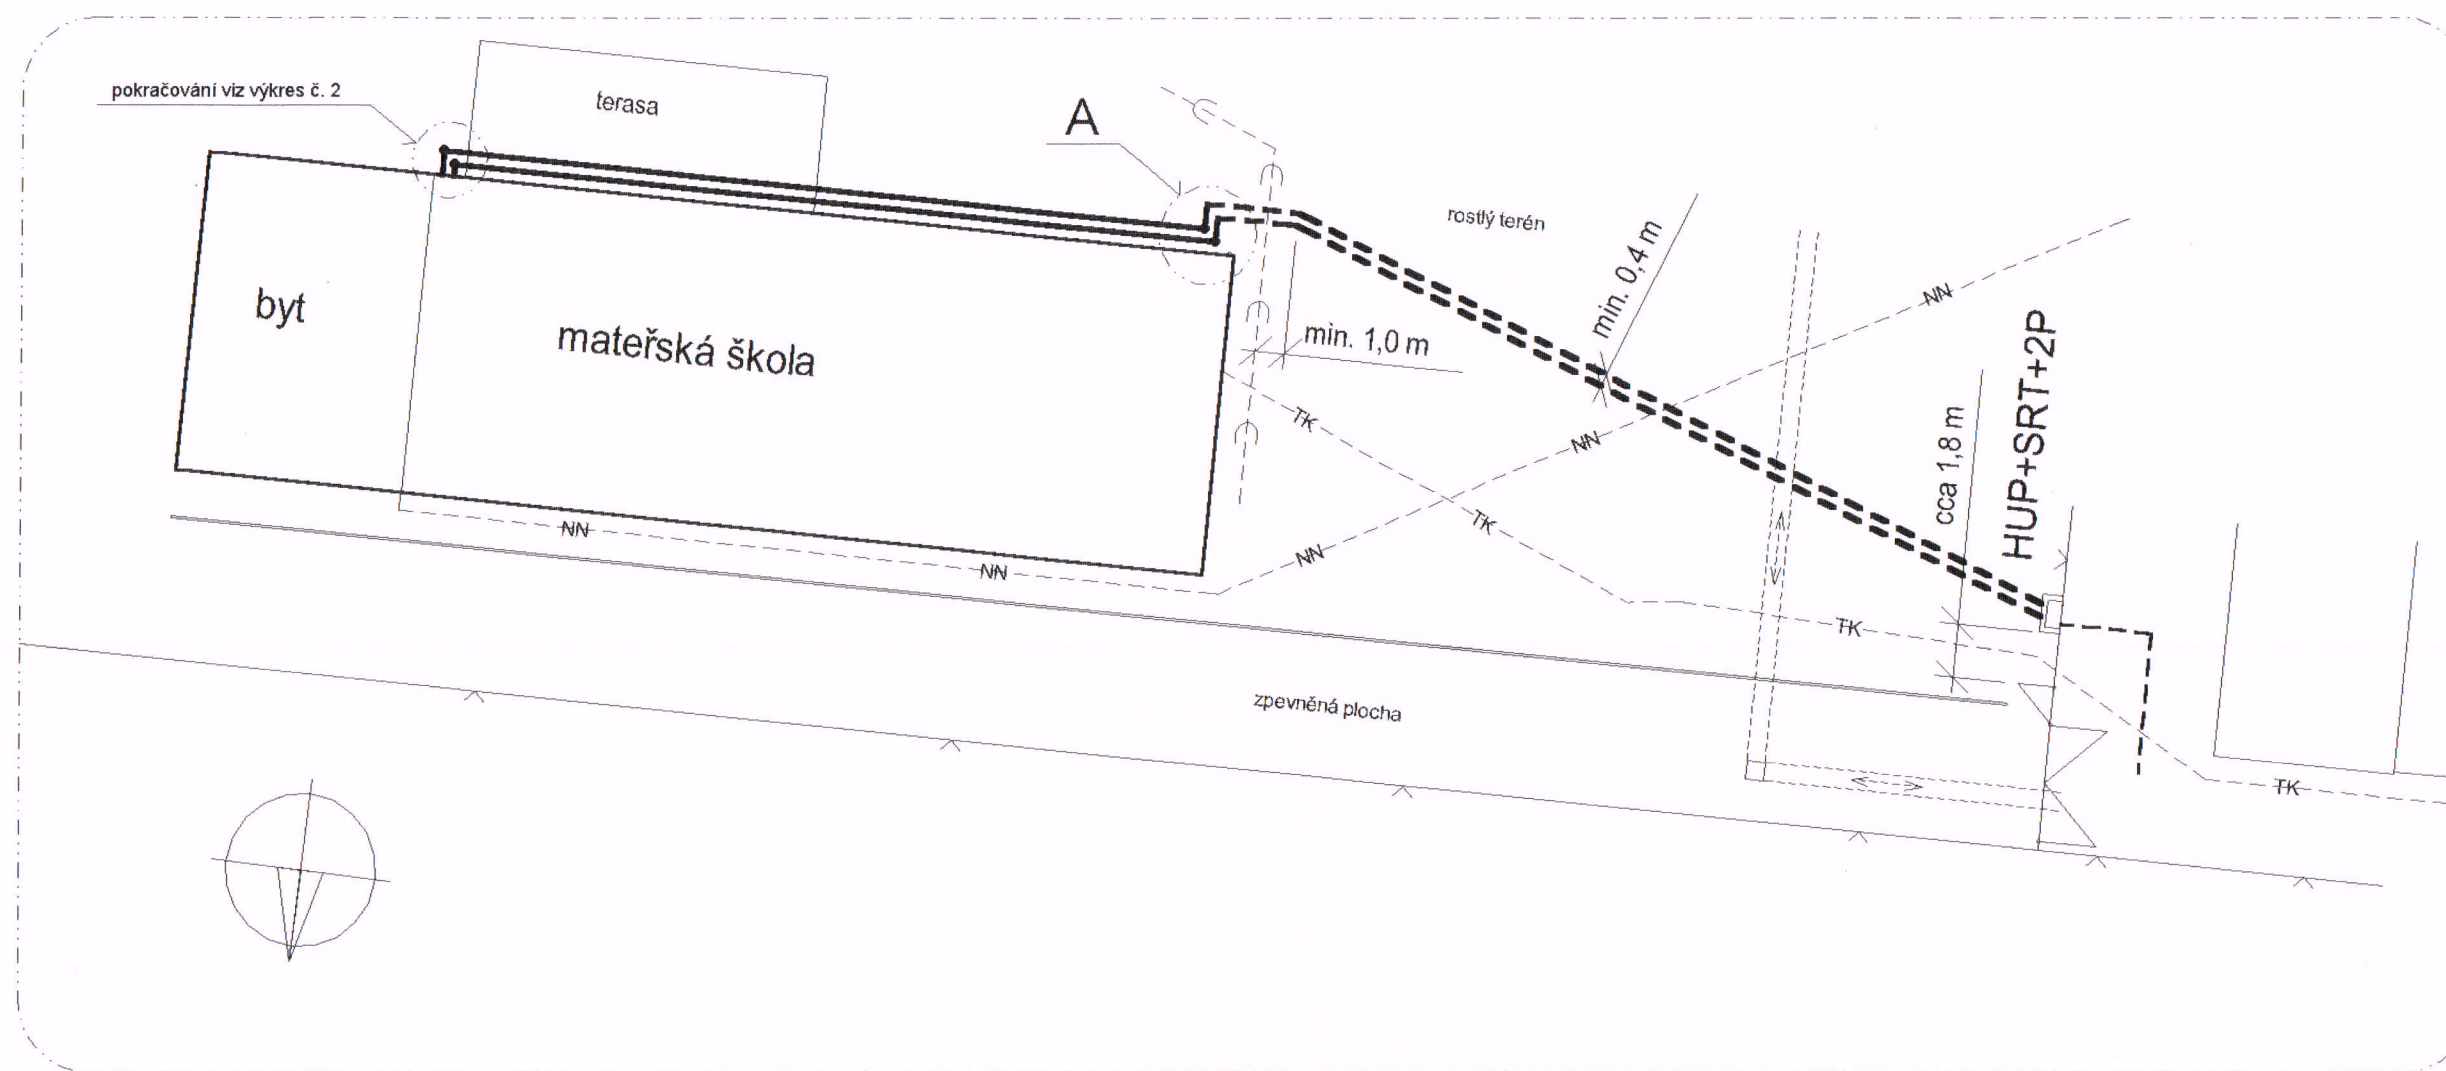 pokračování viz výkres č. 2
terasa
A
rostlý terén
min. 0,4 m
NN
byt
mateřská škola
min. 1,0 m
TK
NN
HUP+SRT+2P
cca 1,8 m
NN
NN
TK
NN
TK
zpevněná plocha
TK